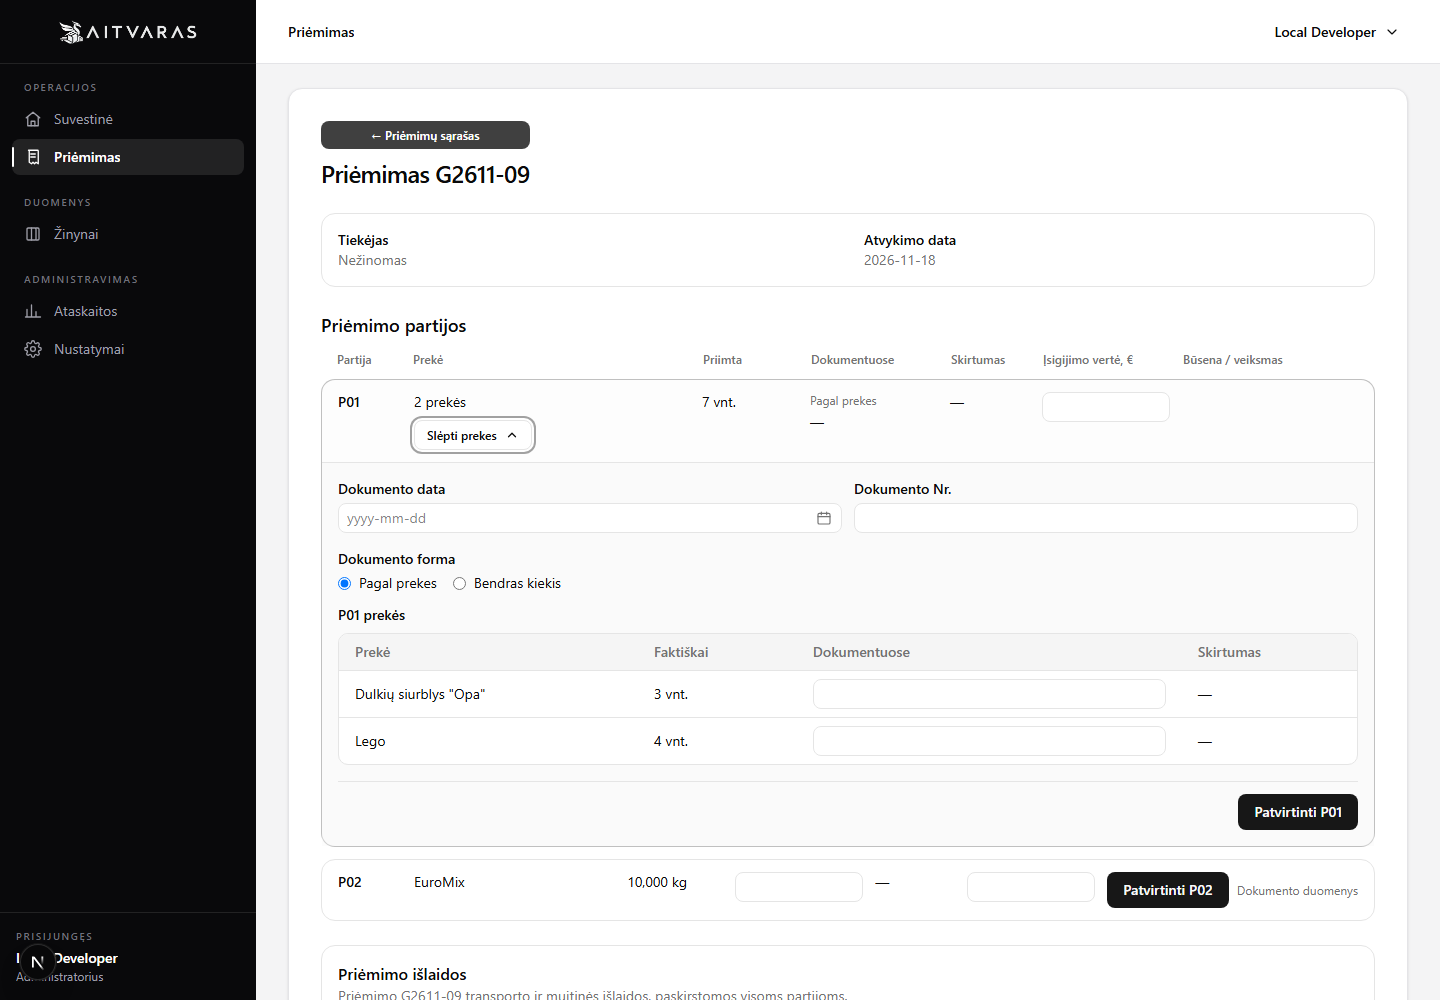 AITVARAS
Priėmimas
Local Developer
OPERACIJOS
Suvestinė
Priėmimas
DUOMENYS
Žinynai
ADMINISTRAVIMAS
Ataskaitos
Nustatymai
PRISIJUNGĘS
Developer
N
← Priėmimų sąrašas
Priėmimas G2611-09
Tiekėjas
Atvykimo data
Nežinomas
2026-11-18
Priėmimo partijos
Partija Prekė Priimta Dokumentuose Skirtumas Įsigijimo vertė, € Būsena / veiksmas
P01 2 prekės 7 vnt. Pagal prekes —
—
Slėpti prekes
Dokumento data
Dokumento Nr.
yyyy-mm-dd
Dokumento forma
Pagal prekes Bendras kiekis
P01 prekės
Prekė Faktiškai Dokumentuose Skirtumas
Dulkių siurblys "Opa" 3 vnt. —
Lego 4 vnt. —
Patvirtinti P01
P02 EuroMix 10,000 kg — Patvirtinti P02 Dokumento duomenys
Priėmimo išlaidos
Priėmimo G2611-09 transporto ir muitinės išlaidos, paskirstomos visoms partijoms.